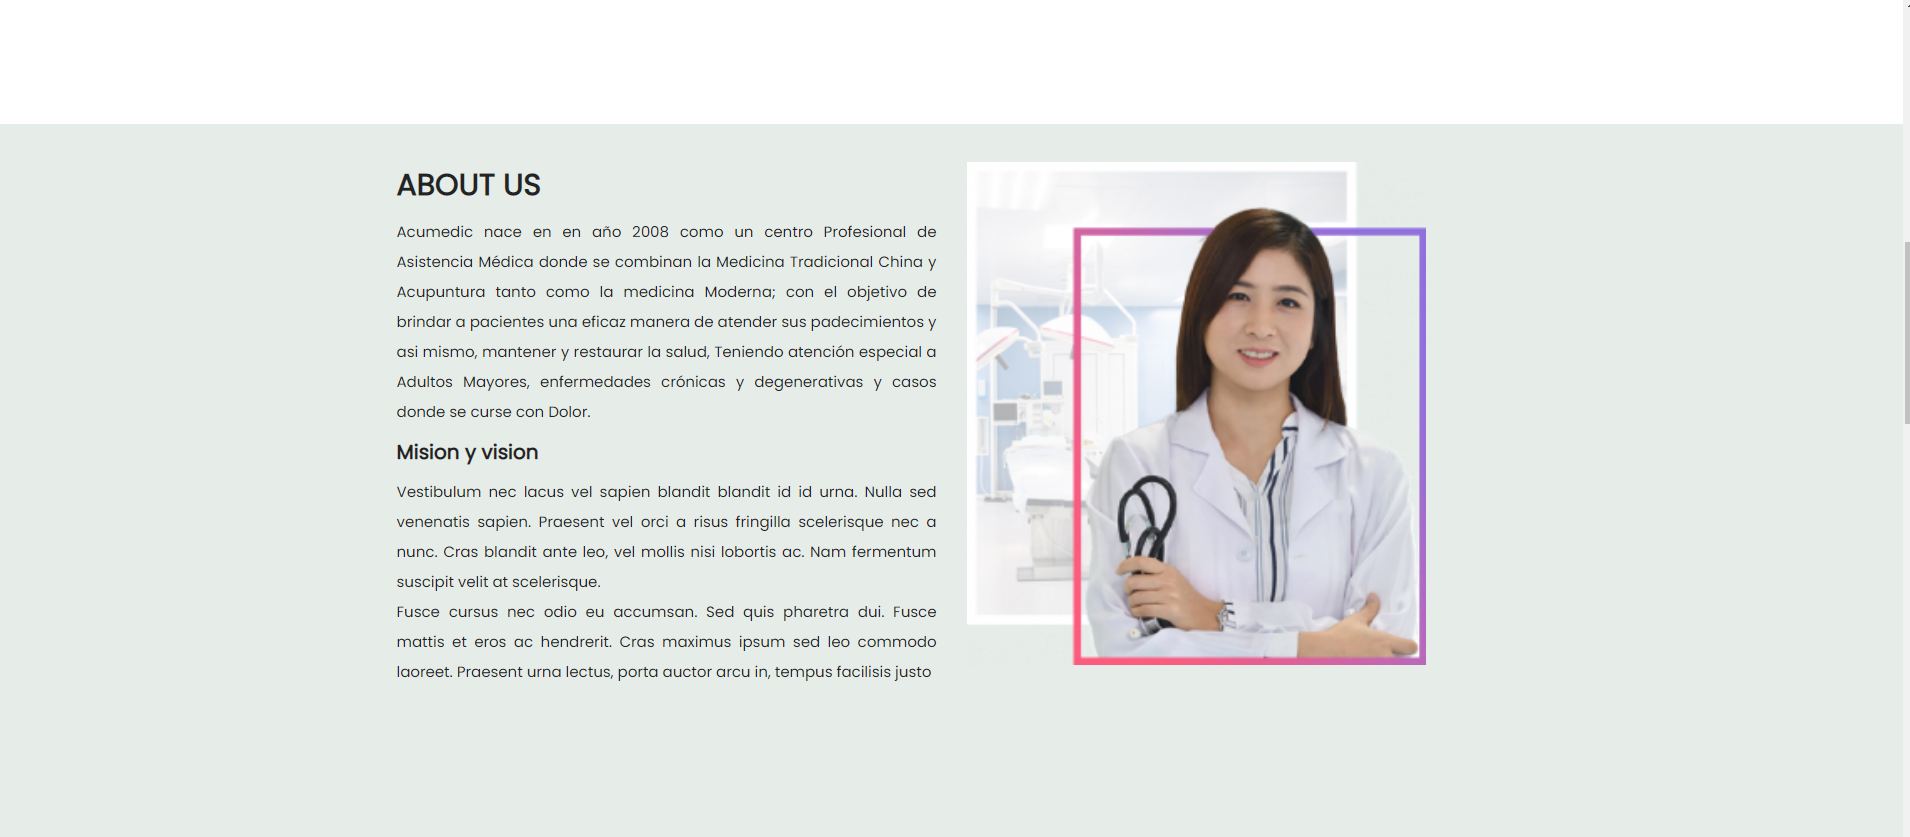 ABOUT US
Acumedic nace en en año 2008 como un centro Profesional de
Asistencia Médica donde se combinan la Medicina Tradicional China y
Acupuntura tanto como la medicina Moderna; con el objetivo de
brindar a pacientes una eficaz manera de atender sus padecimientos y
asi mismo, mantener y restaurar la salud, Teniendo atención especial a
Adultos Mayores, enfermedades crónicas y degenerativas y casos
donde se curse con Dolor.
Mision y vision
Vestibulum nec lacus vel sapien blandit blandit id id urna. Nulla sed
venenatis sapien. Praesent vel orci a risus fringilla scelerisque nec a
nunc. Cras blandit ante leo, vel mollis nisi lobortis ac. Nam fermentum
suscipit velit at scelerisque.
Fusce cursus nec odio eu accumsan. Sed quis pharetra dui. Fusce
mattis et eros ac hendrerit. Cras maximus ipsum sed leo commodo
laoreet. Praesent urna lectus, porta auctor arcu in, tempus facilisis justo